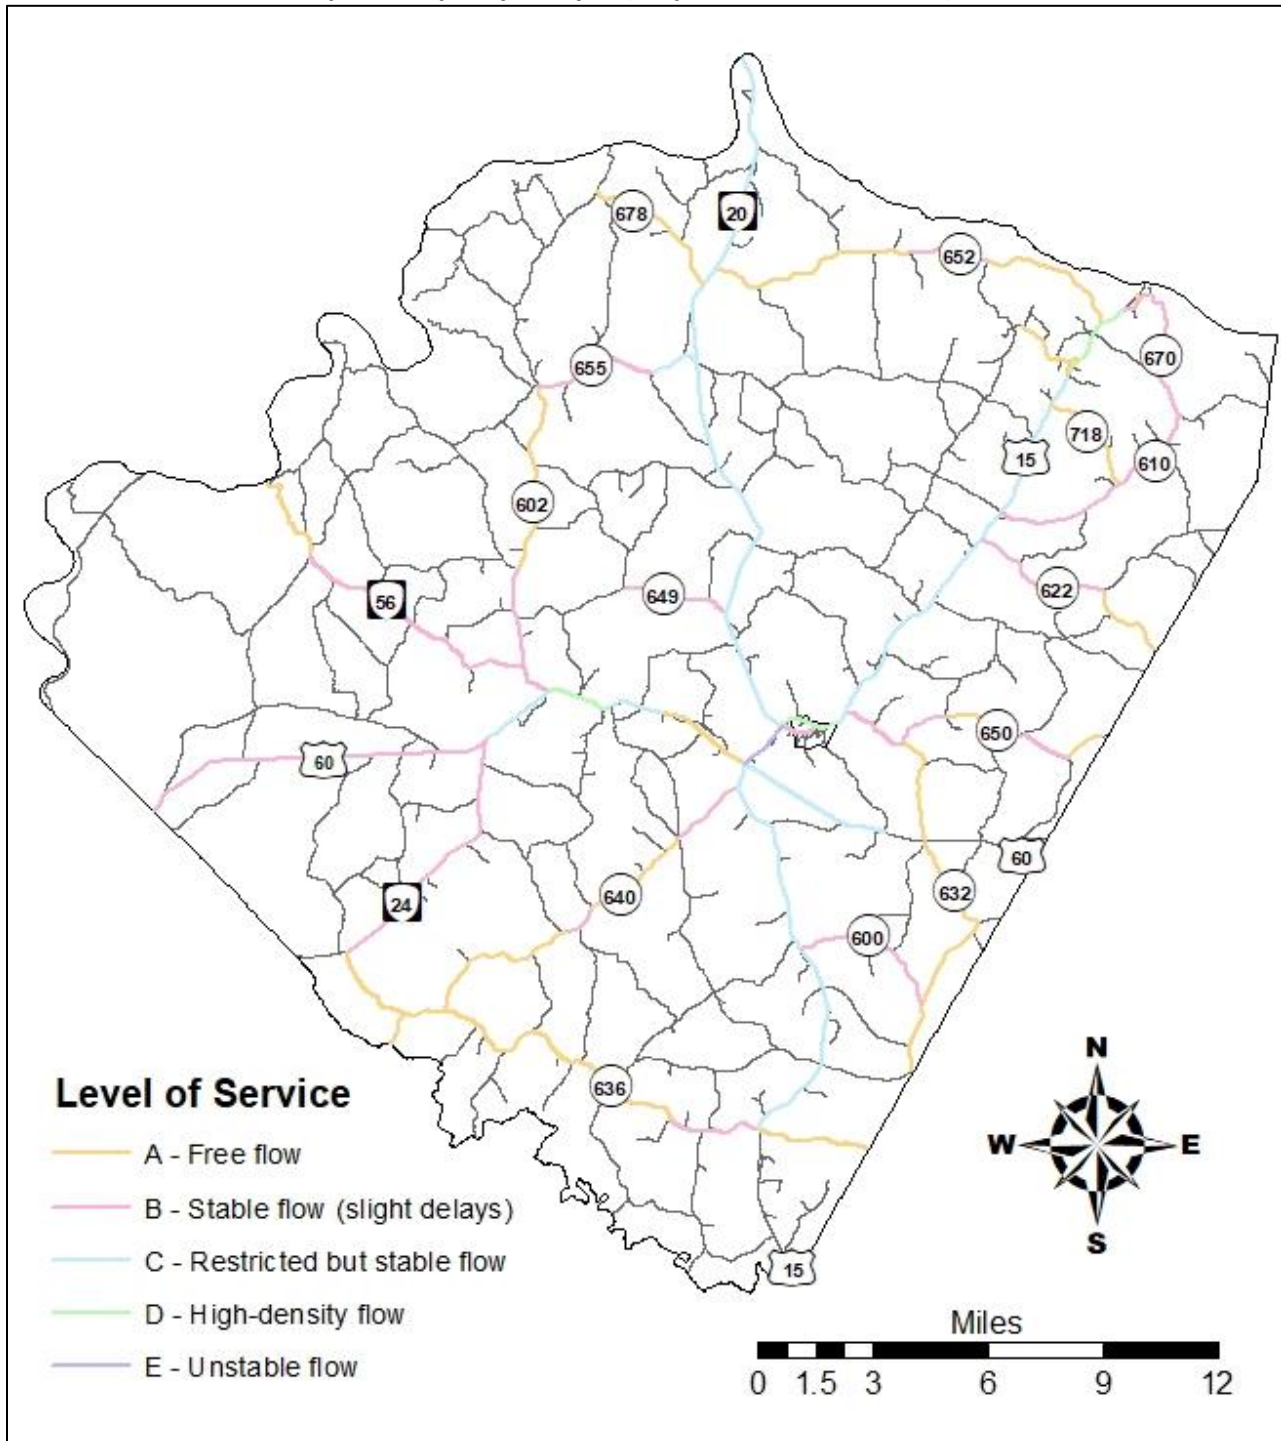 678
20
652
655
670
718
15
610
602
56
649
622
60
650
60
24
640
632
600
636
15
N
W
E
S
Level of Service
A - Free flow
B - Stable flow (slight delays)
C - Restricted but stable flow
D - High-density flow
E - Unstable flow
Miles
0 1.5 3 6 9 12